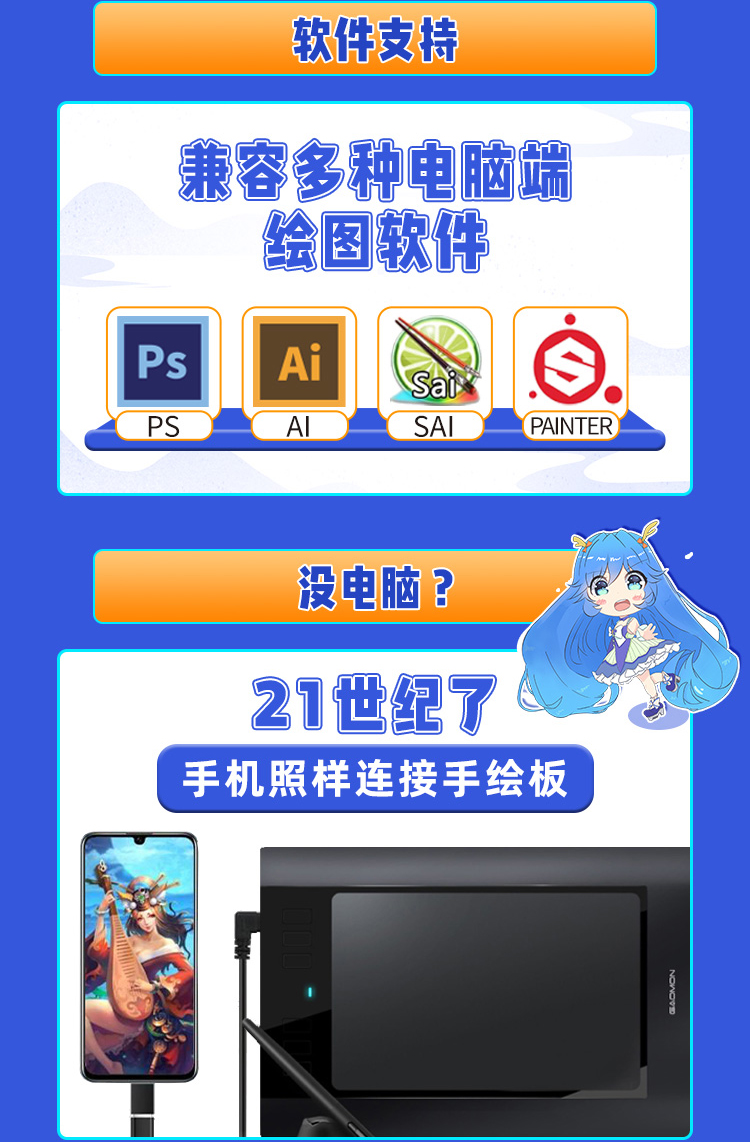 软件支持
兼容多种电脑端
绘图软件
Ps
Ai
Sai
PS
AI
SAI
PAINTER
没电脑？
21世纪了
手机照样连接手绘板
GAOMON